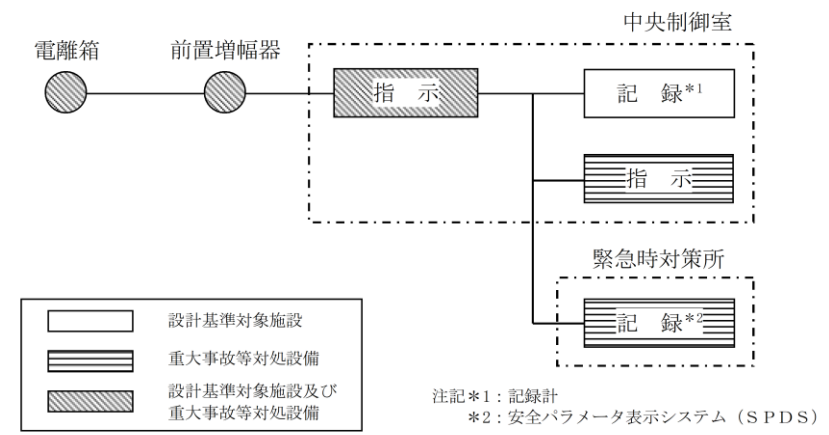 中央制御室
電離箱
前置増幅器
指　示
記　録*1
指　示
緊急時対策所
記　録*2
設計基準対象施設
重大事故等対処設備
設計基準対象施設及び
重大事故等対処設備
注記＊1：記録計
＊2：安全パラメータ表示システム（ＳＰＤＳ）